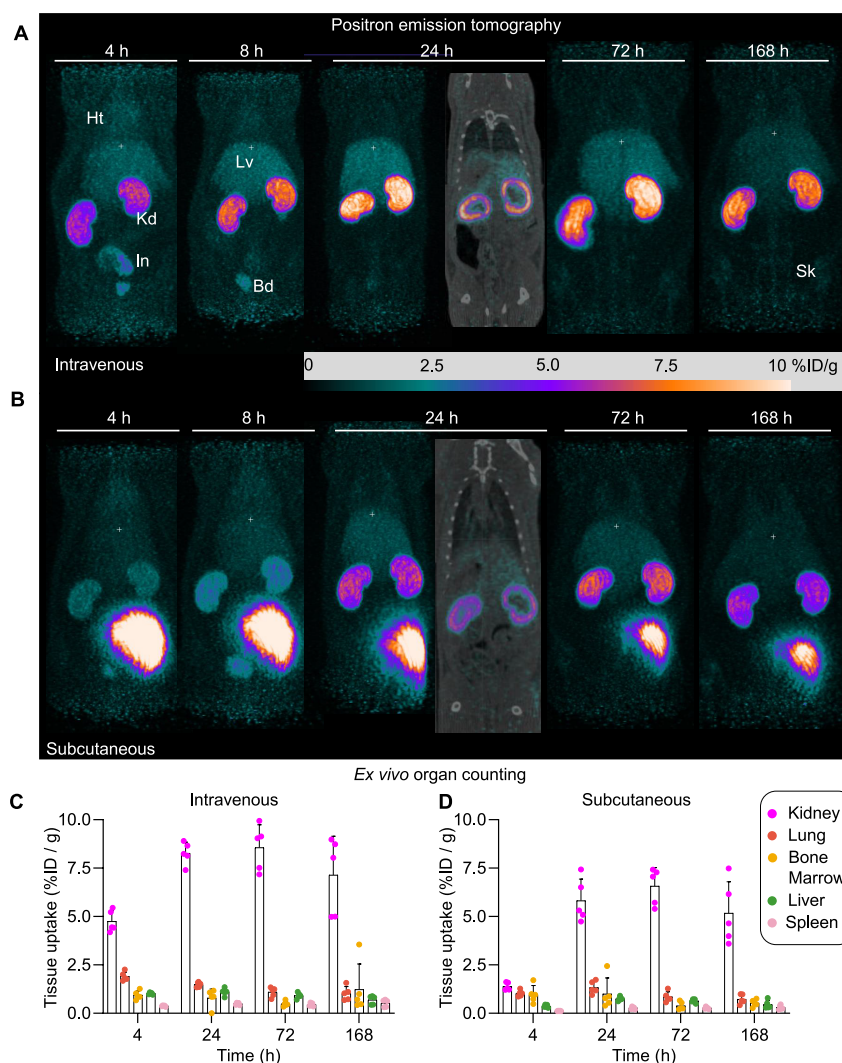 A
Positron emission tomography
4 h
8 h
24 h
72 h
168 h
Ht
Lv
Kd
In
Bd
Sk
Intravenous
0
2.5
5.0
7.5
10 %ID/g
B
4 h
8 h
24 h
72 h
168 h
Subcutaneous
Ex vivo organ counting
C
Intravenous
Tissue uptake (%ID / g)
10.0
7.5
5.0
2.5
0.0
4
24
72
168
Time (h)
D
Subcutaneous
Tissue uptake (%ID / g)
10.0
7.5
5.0
2.5
0.0
4
24
72
168
Time (h)
Kidney
Lung
Bone
Marrow
Liver
Spleen